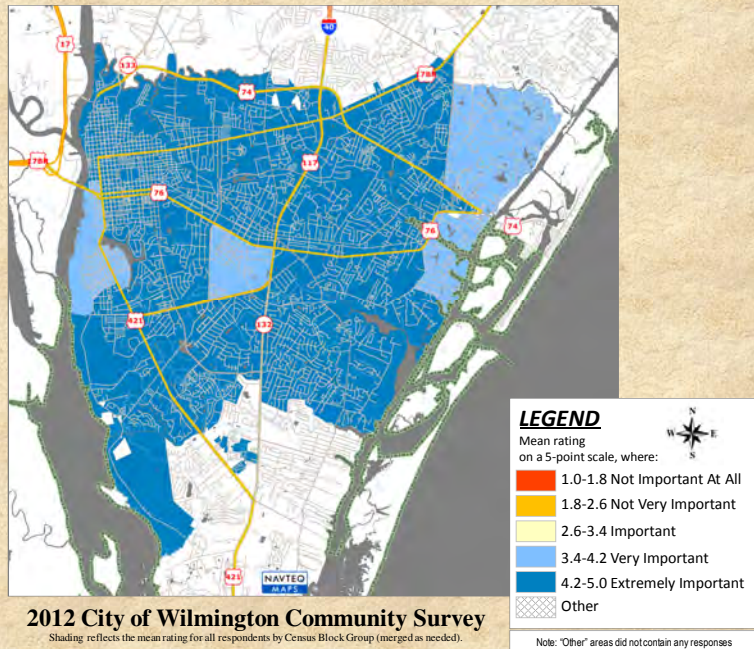 17
133
40
74
78R
117
78R
76
76
74
421
132
421
NAVTEQ
MAPS
LEGEND
N
W E
S
Mean rating
on a 5-point scale, where:
1.0-1.8 Not Important At All
1.8-2.6 Not Very Important
2.6-3.4 Important
3.4-4.2 Very Important
4.2-5.0 Extremely Important
Other
2012 City of Wilmington Community Survey
Shading reflects the mean rating for all respondents by Census Block Group (merged as needed).
Note: "Other" areas did not contain any responses